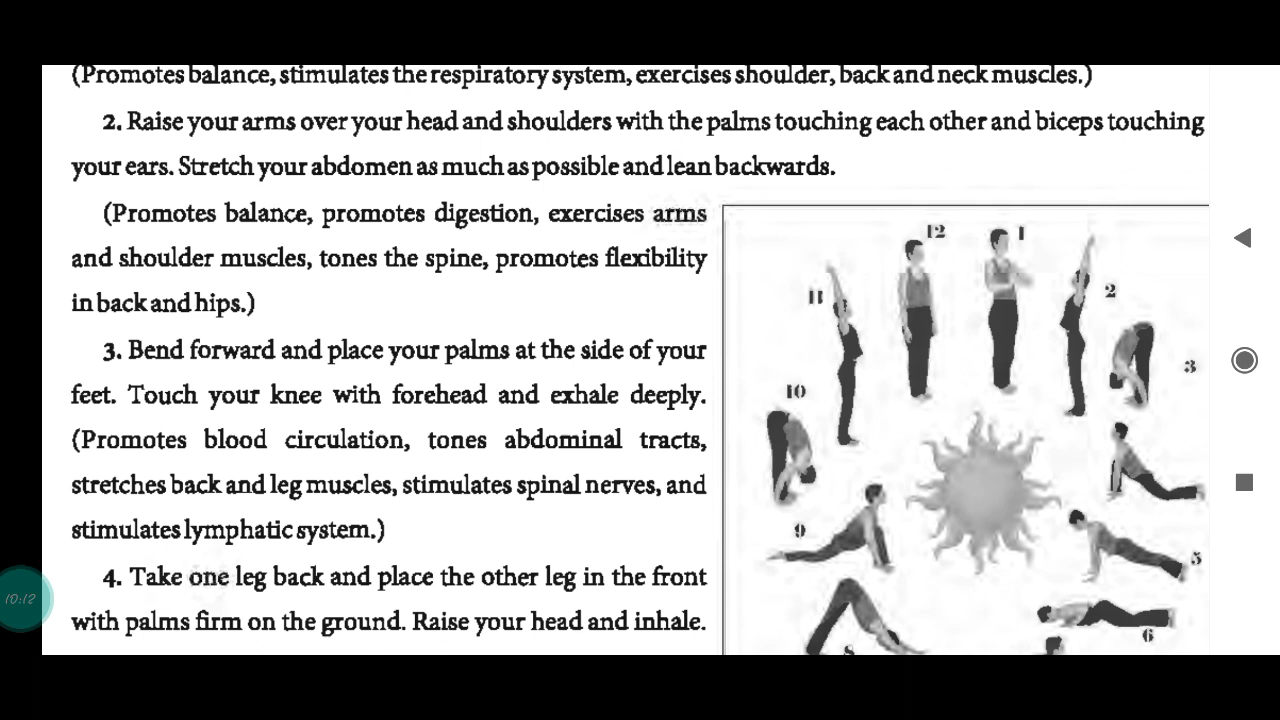 (Promotes balance, stimulates the respiratory system, exercises shoulder, back and neck muscles.)
2. Raise your arms over your head and shoulders with the palms touching each other and biceps touching
your ears. Stretch your abdomen as much as possible and lean backwards.
(Promotes balance, promotes digestion, exercises arms
and shoulder muscles, tones the spine, promotes flexibility
in back and hips.)
3. Bend forward and place your palms at the side of your
feet. Touch your knee with forehead and exhale deeply.
(Promotes blood circulation, tones abdominal tracts,
stretches back and leg muscles, stimulates spinal nerves, and
stimulates lymphatic system.)
4. Take one leg back and place the other leg in the front
with palms firm on the ground. Raise your head and inhale.
12
1
11
2
10
3
9
5
6
8
10:12